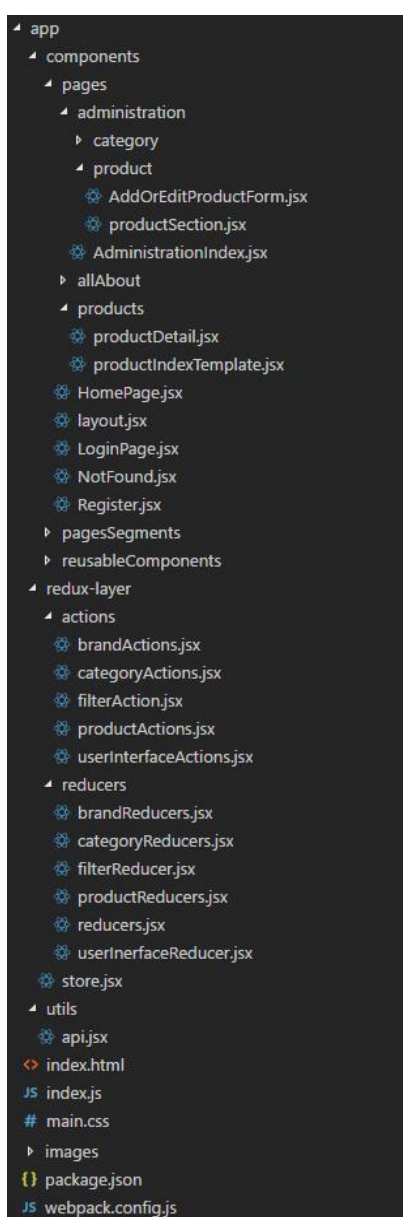 app
components
pages
administration
category
product
AddOrEditProductForm.jsx
productSection.jsx
AdministrationIndex.jsx
allAbout
products
productDetail.jsx
productIndexTemplate.jsx
HomePage.jsx
layout.jsx
LoginPage.jsx
NotFound.jsx
Register.jsx
pagesSegments
reusableComponents
redux-layer
actions
brandActions.jsx
categoryActions.jsx
filterAction.jsx
productActions.jsx
userInterfaceActions.jsx
reducers
brandReducers.jsx
categoryReducers.jsx
filterReducer.jsx
productReducers.jsx
reducers.jsx
userInerfaceReducer.jsx
store.jsx
utils
api.jsx
<> index.html
JS index.js
# main.css
images
{} package.json
JS webpack.config.js